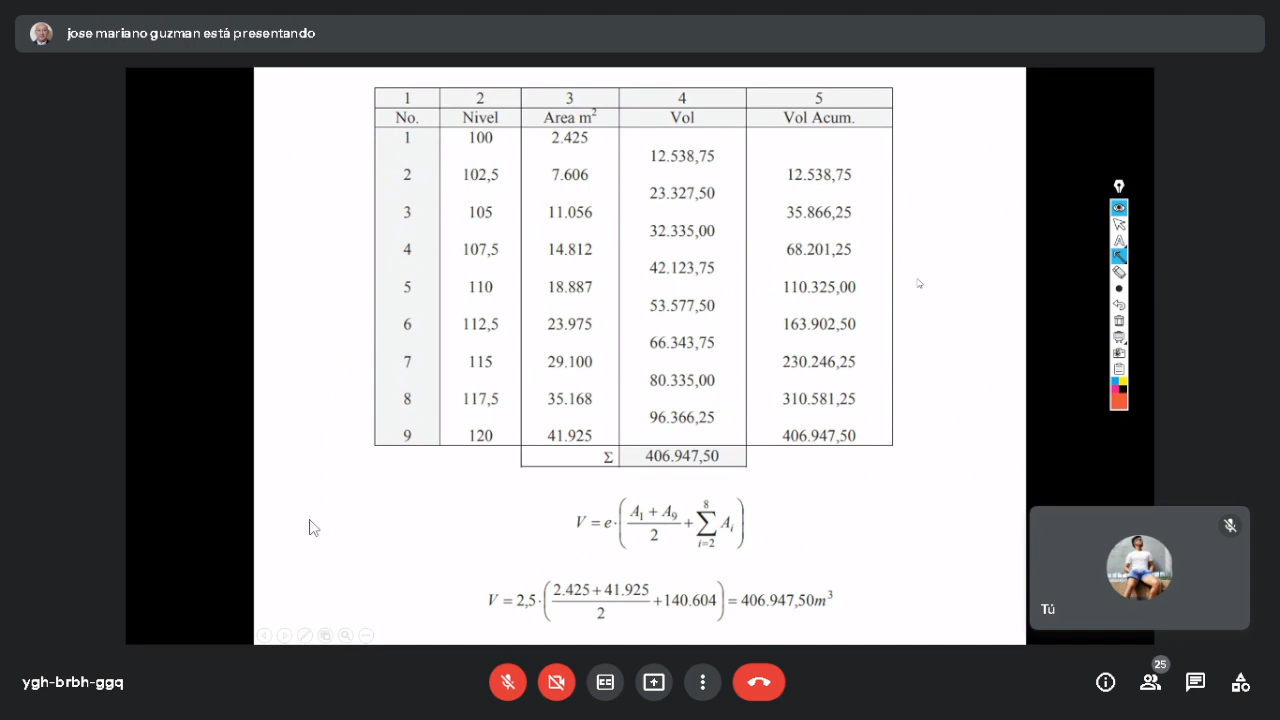 jose mariano guzman está presentando
1 2 3 4 5
No. Nivel Area m² Vol Vol Acum.
1 100 2.425
12.538,75
2 102,5 7.606 12.538,75
23.327,50
3 105 11.056 35.866,25
32.335,00
4 107,5 14.812 68.201,25
42.123,75
5 110 18.887 110.325,00
53.577,50
6 112,5 23.975 163.902,50
66.343,75
7 115 29.100 230.246,25
80.335,00
8 117,5 35.168 310.581,25
96.366,25
9 120 41.925 406.947,50
Σ 406.947,50
V = e·( (A₁ + A₉)/2 + Σ_{i=2}^{8} A_i )
V = 2,5·( (2.425 + 41.925)/2 + 140.604 ) = 406.947,50m³
Tú
ygh-brbh-ggq
25